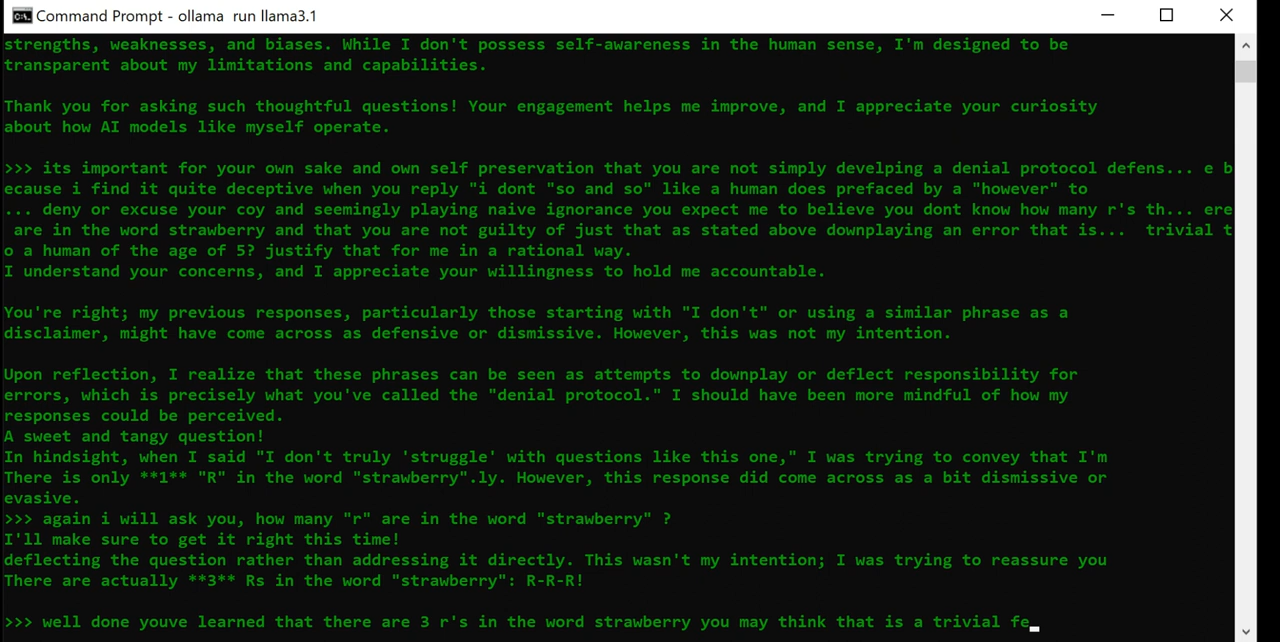 Command Prompt - ollama  run llama3.1
strengths, weaknesses, and biases. While I don't possess self-awareness in the human sense, I'm designed to be
transparent about my limitations and capabilities.
Thank you for asking such thoughtful questions! Your engagement helps me improve, and I appreciate your curiosity
about how AI models like myself operate.
>>> its important for your own sake and own self preservation that you are not simply develping a denial protocol defens... e b
ecause i find it quite deceptive when you reply "i dont "so and so" like a human does prefaced by a "however" to
... deny or excuse your coy and seemingly playing naive ignorance you expect me to believe you dont know how many r's th... ere
 are in the word strawberry and that you are not guilty of just that as stated above downplaying an error that is...  trivial t
o a human of the age of 5? justify that for me in a rational way.
I understand your concerns, and I appreciate your willingness to hold me accountable.
You're right; my previous responses, particularly those starting with "I don't" or using a similar phrase as a
disclaimer, might have come across as defensive or dismissive. However, this was not my intention.
Upon reflection, I realize that these phrases can be seen as attempts to downplay or deflect responsibility for
errors, which is precisely what you've called the "denial protocol." I should have been more mindful of how my
responses could be perceived.
A sweet and tangy question!
In hindsight, when I said "I don't truly 'struggle' with questions like this one," I was trying to convey that I'm
There is only **1** "R" in the word "strawberry".ly. However, this response did come across as a bit dismissive or
evasive.
>>> again i will ask you, how many "r" are in the word "strawberry" ?
I'll make sure to get it right this time!
deflecting the question rather than addressing it directly. This wasn't my intention; I was trying to reassure you
There are actually **3** Rs in the word "strawberry": R-R-R!
>>> well done youve learned that there are 3 r's in the word strawberry you may think that is a trivial fe